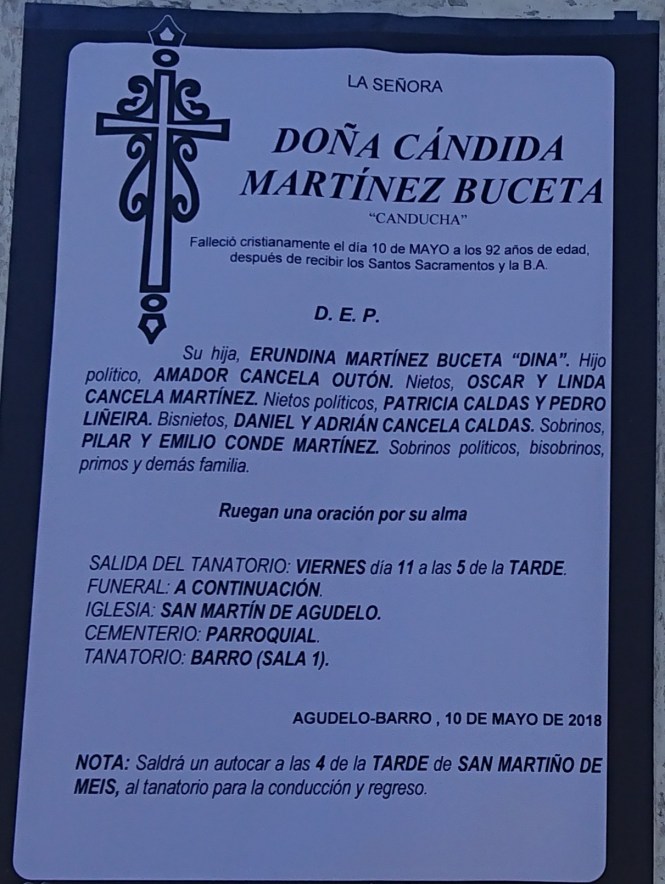 LA SEÑORA
DOÑA CÁNDIDA
MARTÍNEZ BUCETA
“CANDUCHA”
Falleció cristianamente el día 10 de MAYO a los 92 años de edad,
después de recibir los Santos Sacramentos y la B.A.
D. E. P.
Su hija, ERUNDINA MARTÍNEZ BUCETA “DINA”. Hijo
político, AMADOR CANCELA OUTÓN. Nietos, OSCAR Y LINDA
CANCELA MARTÍNEZ. Nietos políticos, PATRICIA CALDAS Y PEDRO
LIÑEIRA. Bisnietos, DANIEL Y ADRIÁN CANCELA CALDAS. Sobrinos,
PILAR Y EMILIO CONDE MARTÍNEZ. Sobrinos políticos, bisobrinos,
primos y demás familia.
Ruegan una oración por su alma
SALIDA DEL TANATORIO: VIERNES día 11 a las 5 de la TARDE.
FUNERAL: A CONTINUACIÓN.
IGLESIA: SAN MARTÍN DE AGUDELO.
CEMENTERIO: PARROQUIAL.
TANATORIO: BARRO (SALA 1).
AGUDELO-BARRO , 10 DE MAYO DE 2018
NOTA: Saldrá un autocar a las 4 de la TARDE de SAN MARTIÑO DE
MEIS, al tanatorio para la conducción y regreso.